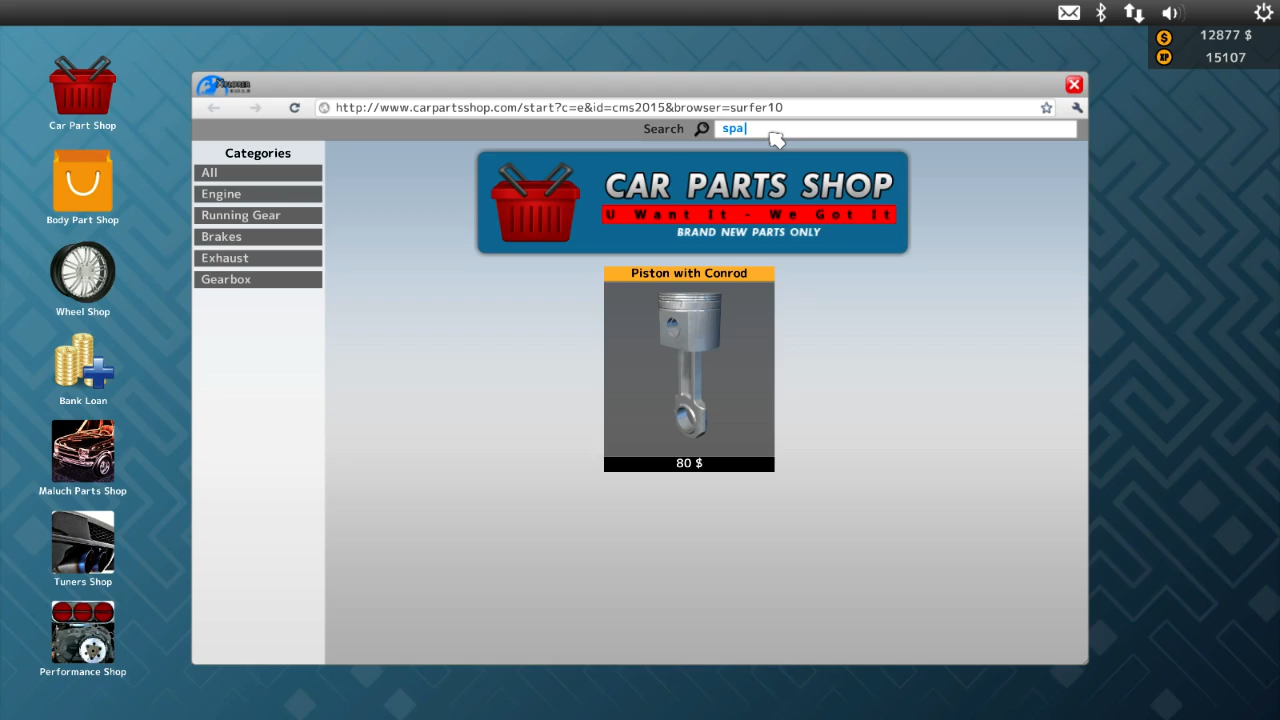 12877 $
15107
Car Part Shop
Body Part Shop
Wheel Shop
Bank Loan
Maluch Parts Shop
Tuners Shop
Performance Shop
http://www.carpartsshop.com/start?c=e&id=cms2015&browser=surfer10
Search spa
Categories
All
Engine
Running Gear
Brakes
Exhaust
Gearbox
CAR PARTS SHOP
U Want It - We Got It
BRAND NEW PARTS ONLY
Piston with Conrod
80 $